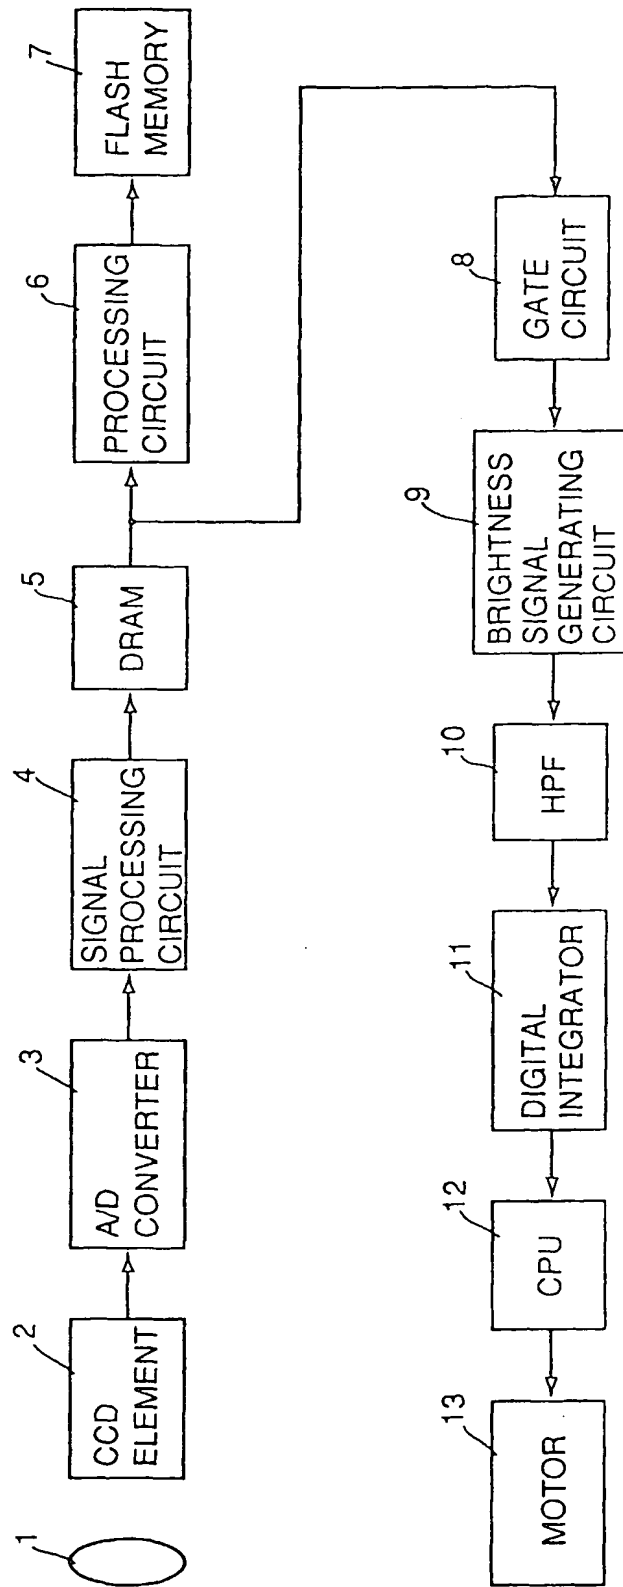 1
2
CCD
ELEMENT
3
A/D
CONVERTER
4
SIGNAL
PROCESSING
CIRCUIT
5
DRAM
6
PROCESSING
CIRCUIT
7
FLASH
MEMORY
13
MOTOR
12
CPU
11
DIGITAL
INTEGRATOR
10
HPF
9
BRIGHTNESS
SIGNAL
GENERATING
CIRCUIT
8
GATE
CIRCUIT